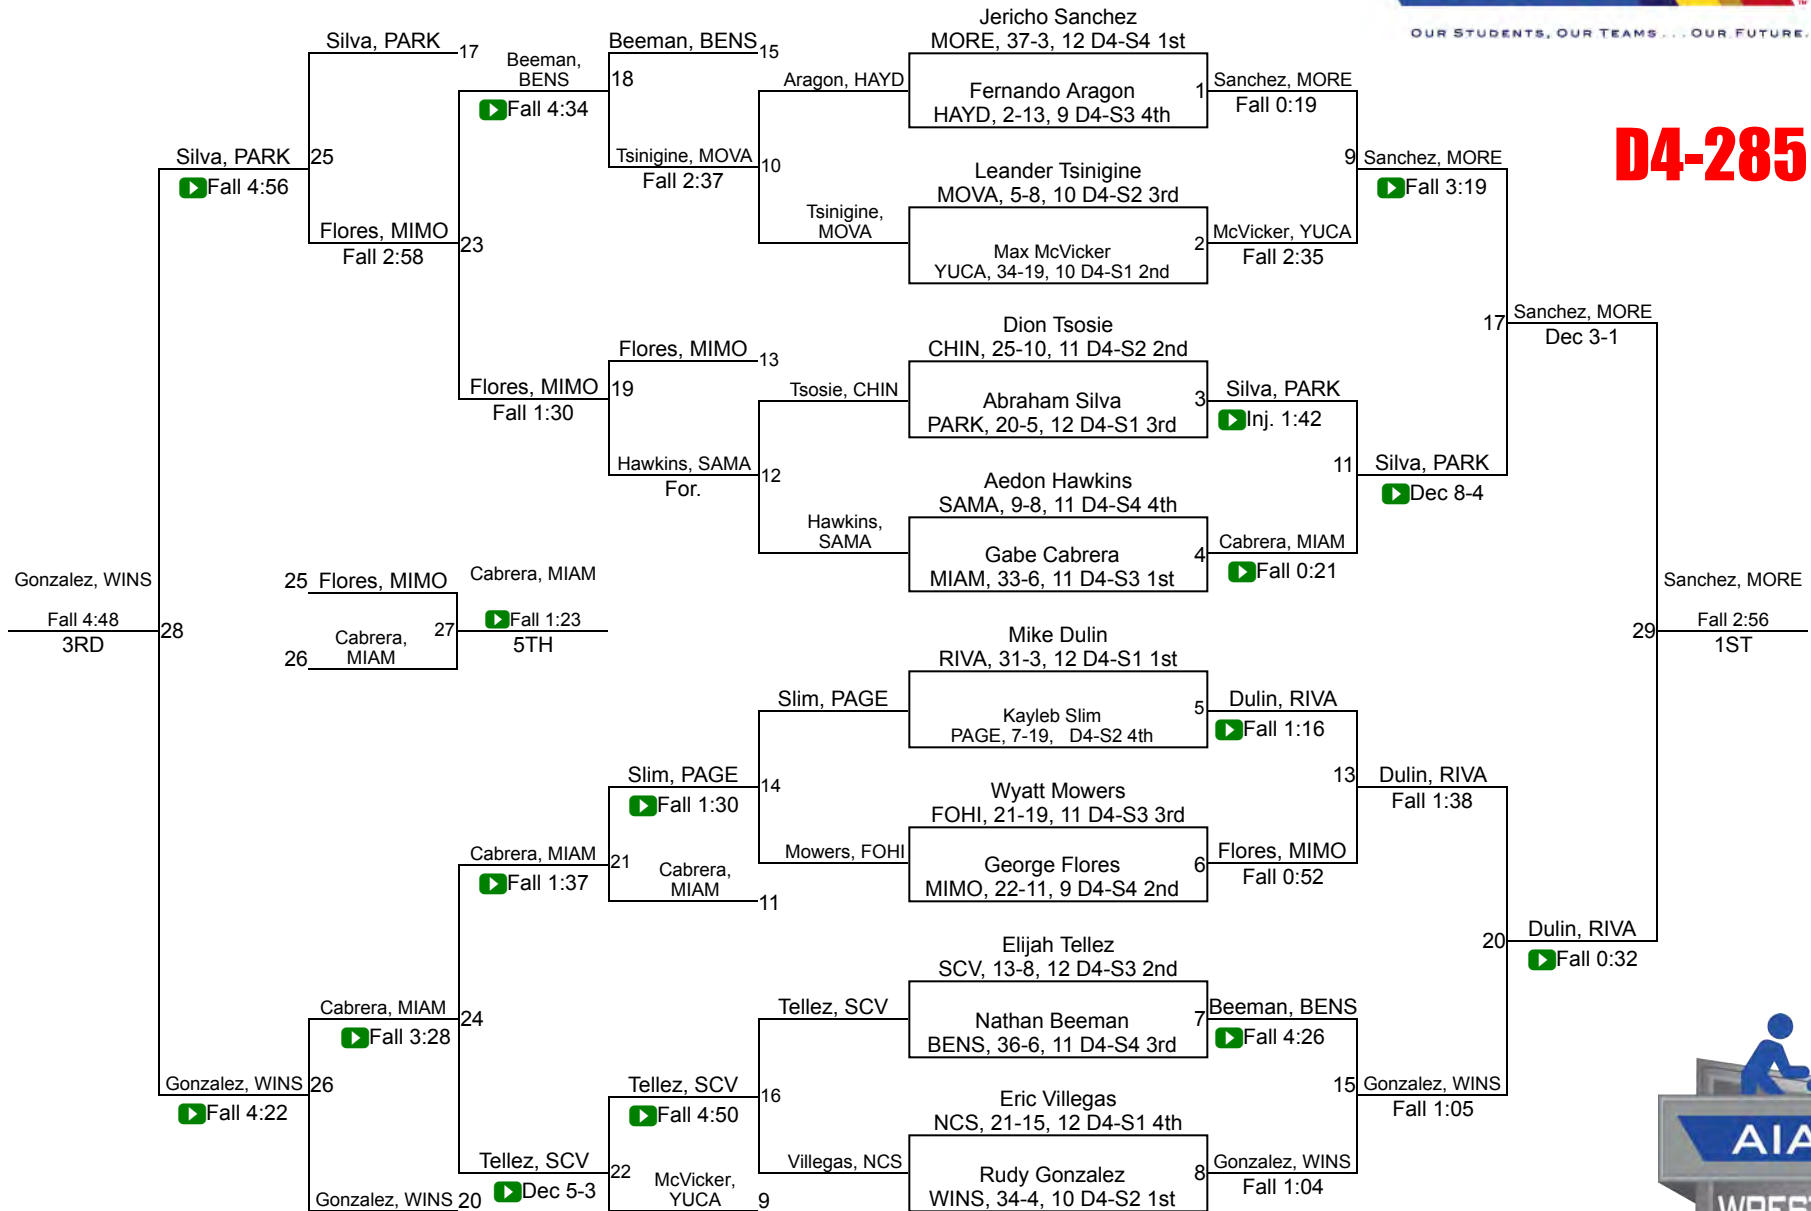 OUR STUDENTS, OUR TEAMS . . . OUR FUTURE.
D4-285
Jericho Sanchez
MORE, 37-3, 12 D4-S4 1st
Fernando Aragon
HAYD, 2-13, 9 D4-S3 4th
1
Leander Tsinigine
MOVA, 5-8, 10 D4-S2 3rd
Max McVicker
YUCA, 34-19, 10 D4-S1 2nd
2
Dion Tsosie
CHIN, 25-10, 11 D4-S2 2nd
Abraham Silva
PARK, 20-5, 12 D4-S1 3rd
3
Aedon Hawkins
SAMA, 9-8, 11 D4-S4 4th
Gabe Cabrera
MIAM, 33-6, 11 D4-S3 1st
4
Mike Dulin
RIVA, 31-3, 12 D4-S1 1st
Kayleb Slim
PAGE, 7-19, D4-S2 4th
5
Wyatt Mowers
FOHI, 21-19, 11 D4-S3 3rd
George Flores
MIMO, 22-11, 9 D4-S4 2nd
6
Elijah Tellez
SCV, 13-8, 12 D4-S3 2nd
Nathan Beeman
BENS, 36-6, 11 D4-S4 3rd
7
Eric Villegas
NCS, 21-15, 12 D4-S1 4th
Rudy Gonzalez
WINS, 34-4, 10 D4-S2 1st
8
Sanchez, MORE
Fall 0:19
McVicker, YUCA
Fall 2:35
Silva, PARK
Inj. 1:42
Cabrera, MIAM
Fall 0:21
Dulin, RIVA
Fall 1:16
Flores, MIMO
Fall 0:52
Beeman, BENS
Fall 4:26
Gonzalez, WINS
Fall 1:04
9
Sanchez, MORE
Fall 3:19
11
Silva, PARK
Dec 8-4
13
Dulin, RIVA
Fall 1:38
15
Gonzalez, WINS
Fall 1:05
17
Sanchez, MORE
Dec 3-1
20
Dulin, RIVA
Fall 0:32
29
Sanchez, MORE
Fall 2:56
1ST
Aragon, HAYD
Tsinigine,
MOVA
10
Tsosie, CHIN
Hawkins,
SAMA
12
Slim, PAGE
Mowers, FOHI
14
Tellez, SCV
Villegas, NCS
16
Beeman, BENS
15
Tsinigine, MOVA
Fall 2:37
18
Flores, MIMO
13
Hawkins, SAMA
For.
19
Slim, PAGE
Fall 1:30
Cabrera,
MIAM
11
21
Tellez, SCV
Fall 4:50
McVicker,
YUCA
9
22
Beeman,
BENS
Fall 4:34
Flores, MIMO
Fall 1:30
23
Cabrera, MIAM
Fall 1:37
Tellez, SCV
Dec 5-3
24
Silva, PARK
17
Flores, MIMO
Fall 2:58
25
Cabrera, MIAM
Fall 3:28
Gonzalez, WINS
20
26
Silva, PARK
Fall 4:56
Gonzalez, WINS
Fall 4:22
28
Gonzalez, WINS
Fall 4:48
3RD
25
Flores, MIMO
26
Cabrera,
MIAM
27
Cabrera, MIAM
Fall 1:23
5TH
AIA